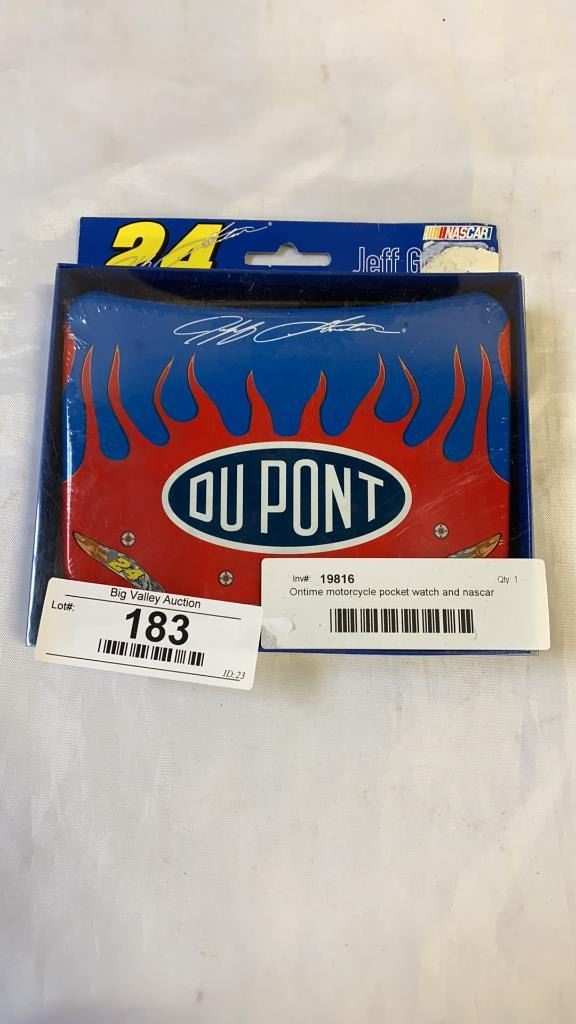 24
NASCAR
Jeff
DU PONT
24
Inv#: 19816 Qty: 1
Ontime motorcycle pocket watch and nascar
Big Valley Auction
Lot#: 183
ID:23